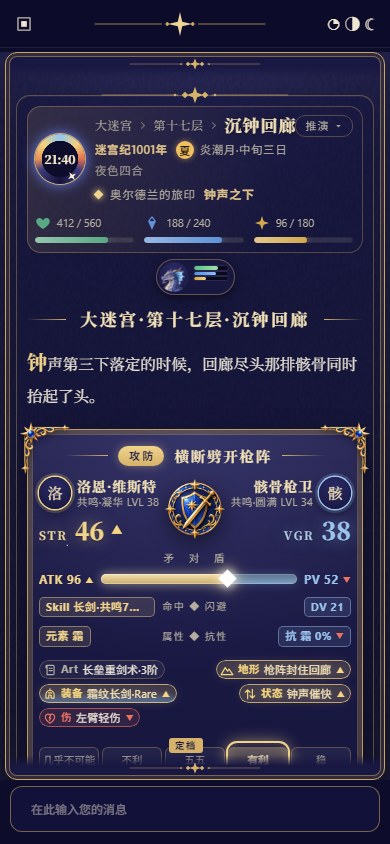 大迷宫 › 第十七层 › 沉钟回廊 推演
21:40
迷宫纪1001年 夏 炎潮月·中旬三日
夜色四合
奥尔德兰的旅印 钟声之下
412 / 560 188 / 240 96 / 180
大迷宫·第十七层·沉钟回廊
钟声第三下落定的时候，回廊尽头那排骸骨同时
抬起了头。
攻防 横断劈开枪阵
洛 洛恩·维斯特 骸骨枪卫 骸
共鸣·凝华 LVL 38 共鸣·圆满 LVL 34
STR 46 VGR 38
矛 对 盾
ATK 96 PV 52
Skill 长剑·共鸣7... 命中 ◆ 闪避 DV 21
元素 霜 属性 ◆ 抗性 抗 霜 0%
Art 长垒重剑术·3阶 地形 枪阵封住回廊
装备 霜纹长剑·Rare 状态 钟声催快
伤 左臂轻伤
定档
几乎不可能 不利 五五 有利 稳
在此输入您的消息